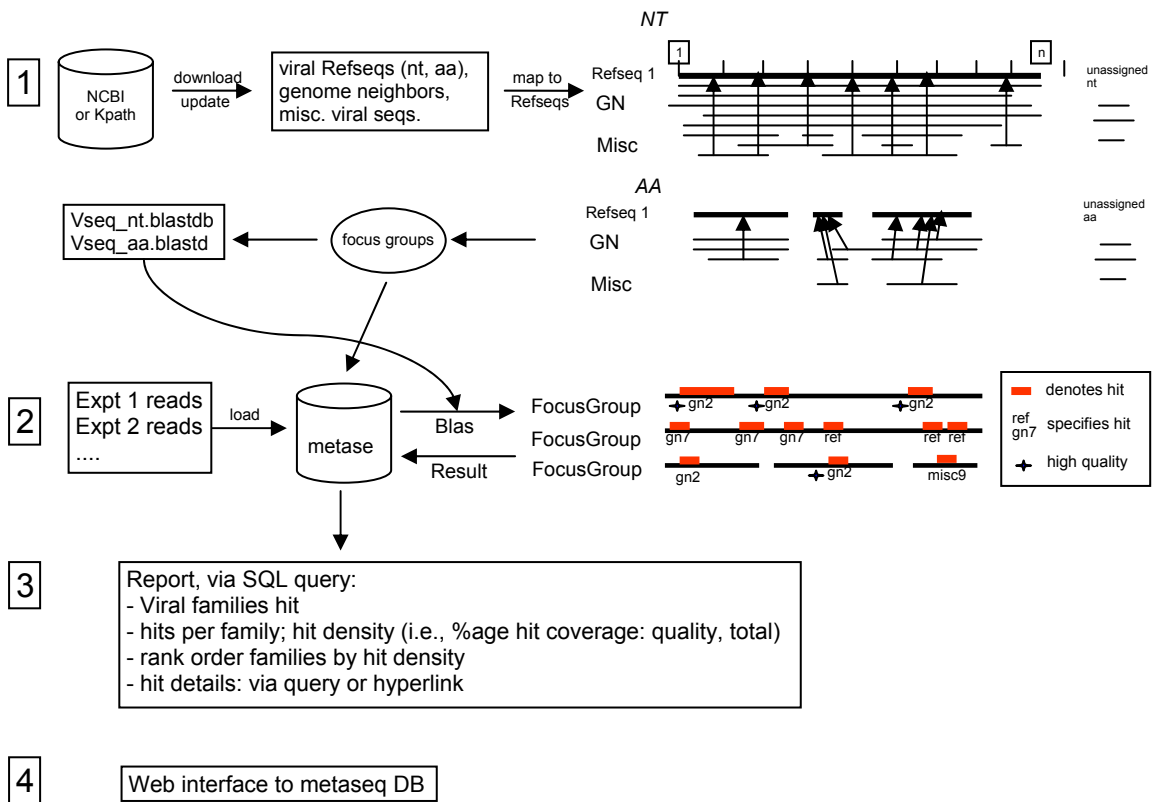 1
NCBI
or Kpath
download
update
viral Refseqs (nt, aa),
genome neighbors,
misc. viral seqs.
map to
Refseqs
NT
1
n
Refseq 1
GN
Misc
unassigned
nt
AA
Refseq 1
GN
Misc
unassigned
aa
focus groups
Vseq_nt.blastdb
Vseq_aa.blastd
2
Expt 1 reads
Expt 2 reads
....
load
metase
Blas
Result
FocusGroup
gn2
gn2
gn2
FocusGroup
gn7
gn7
gn7
ref
ref
ref
FocusGroup
gn2
gn2
misc9
denotes hit
ref
gn7
specifies hit
high quality
3
Report, via SQL query:
- Viral families hit
- hits per family; hit density (i.e., %age hit coverage: quality, total)
- rank order families by hit density
- hit details: via query or hyperlink
4
Web interface to metaseq DB